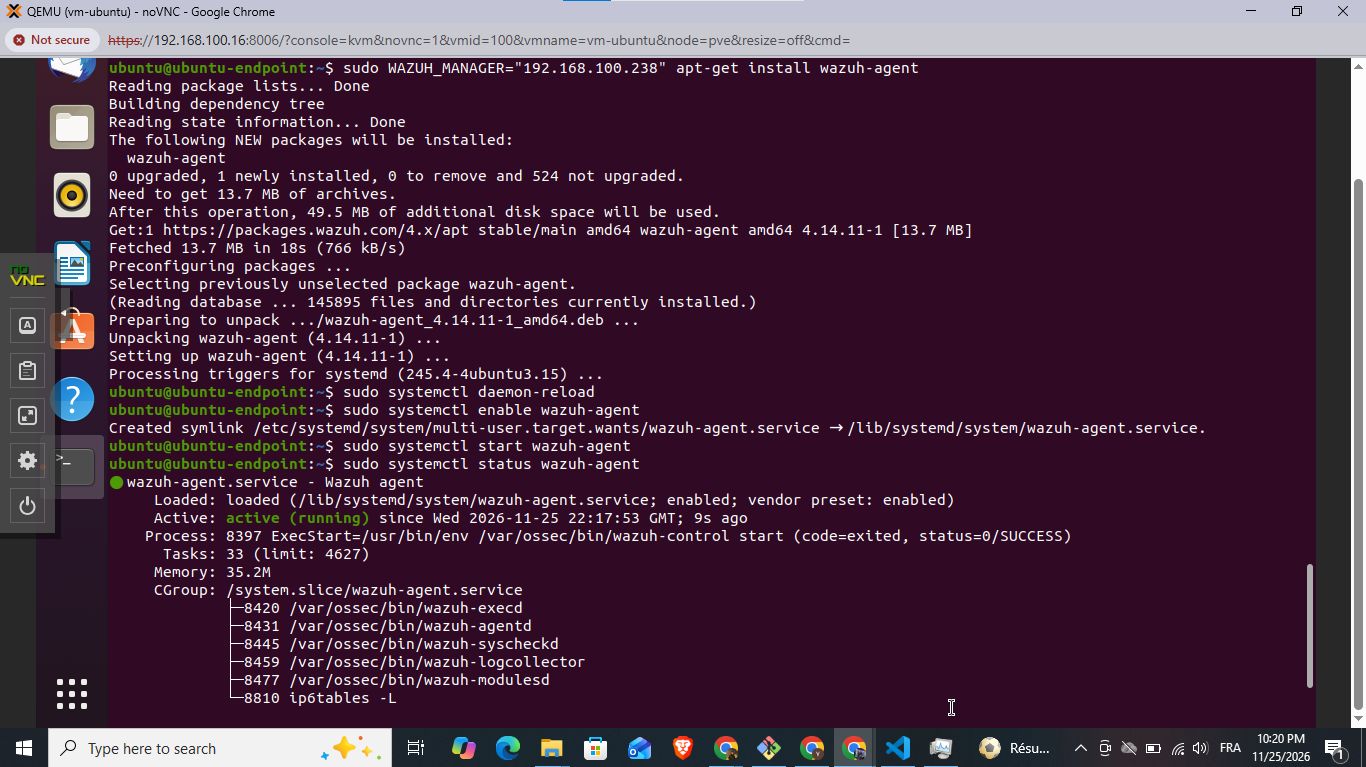 QEMU (vm-ubuntu) - noVNC - Google Chrome
Not secure https://192.168.100.16:8006/?console=kvm&novnc=1&vmid=100&vmname=vm-ubuntu&node=pve&resize=off&cmd=
ubuntu@ubuntu-endpoint:~$ sudo WAZUH_MANAGER="192.168.100.238" apt-get install wazuh-agent
Reading package lists... Done
Building dependency tree
Reading state information... Done
The following NEW packages will be installed:
  wazuh-agent
0 upgraded, 1 newly installed, 0 to remove and 524 not upgraded.
Need to get 13.7 MB of archives.
After this operation, 49.5 MB of additional disk space will be used.
Get:1 https://packages.wazuh.com/4.x/apt stable/main amd64 wazuh-agent amd64 4.14.11-1 [13.7 MB]
Fetched 13.7 MB in 18s (766 kB/s)
Preconfiguring packages ...
Selecting previously unselected package wazuh-agent.
(Reading database ... 145895 files and directories currently installed.)
Preparing to unpack .../wazuh-agent_4.14.11-1_amd64.deb ...
Unpacking wazuh-agent (4.14.11-1) ...
Setting up wazuh-agent (4.14.11-1) ...
Processing triggers for systemd (245.4-4ubuntu3.15) ...
ubuntu@ubuntu-endpoint:~$ sudo systemctl daemon-reload
ubuntu@ubuntu-endpoint:~$ sudo systemctl enable wazuh-agent
Created symlink /etc/systemd/system/multi-user.target.wants/wazuh-agent.service → /lib/systemd/system/wazuh-agent.service.
ubuntu@ubuntu-endpoint:~$ sudo systemctl start wazuh-agent
ubuntu@ubuntu-endpoint:~$ sudo systemctl status wazuh-agent
● wazuh-agent.service - Wazuh agent
     Loaded: loaded (/lib/systemd/system/wazuh-agent.service; enabled; vendor preset: enabled)
     Active: active (running) since Wed 2026-11-25 22:17:53 GMT; 9s ago
    Process: 8397 ExecStart=/usr/bin/env /var/ossec/bin/wazuh-control start (code=exited, status=0/SUCCESS)
      Tasks: 33 (limit: 4627)
     Memory: 35.2M
     CGroup: /system.slice/wazuh-agent.service
             ├─8420 /var/ossec/bin/wazuh-execd
             ├─8431 /var/ossec/bin/wazuh-agentd
             ├─8445 /var/ossec/bin/wazuh-syscheckd
             ├─8459 /var/ossec/bin/wazuh-logcollector
             ├─8477 /var/ossec/bin/wazuh-modulesd
             └─8810 ip6tables -L
no
VNC
A
?
>_
Type here to search
Résu...
FRA
10:20 PM
11/25/2026
1